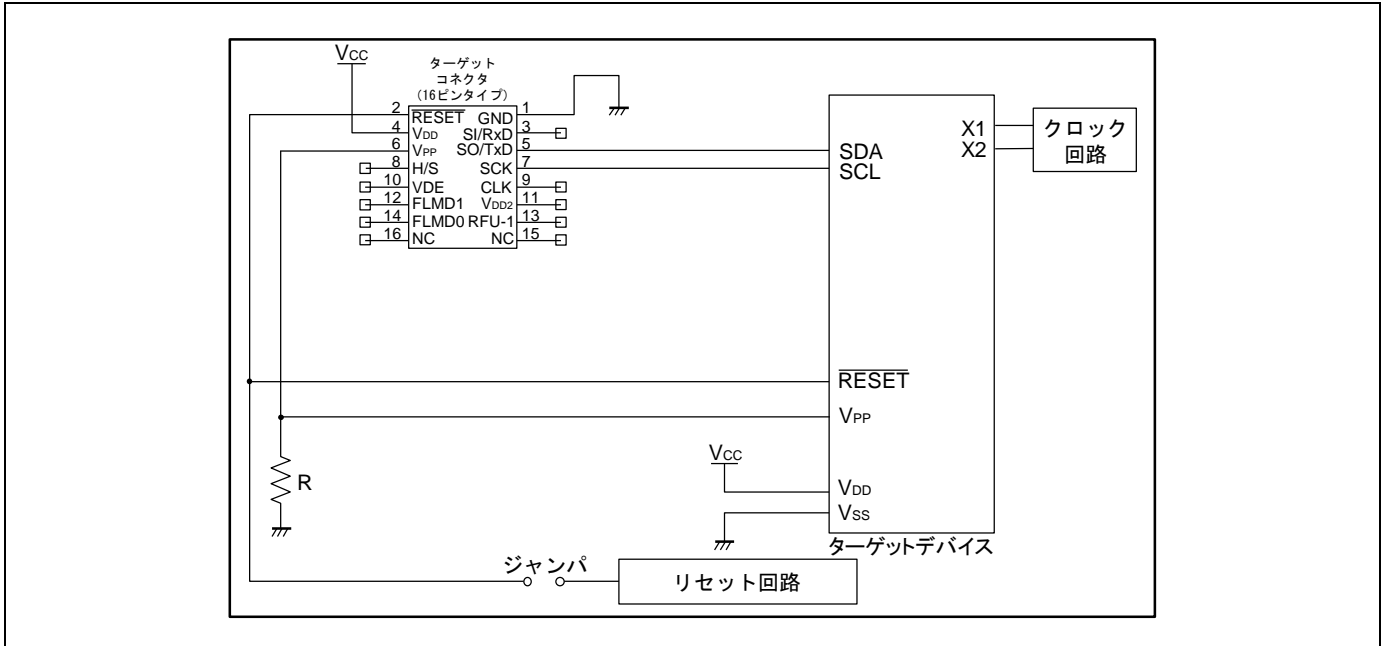 Vcc
ターゲット
コネクタ
(16ピンタイプ)
2 RESET GND 1
4 VDD SI/RxD 3
6 VPP SO/TxD 5
8 H/S SCK 7
10 VDE CLK 9
12 FLMD1 VDD2 11
14 FLMD0 RFU-1 13
16 NC NC 15
SDA
SCL
X1
X2
クロック
回路
RESET
VPP
R
Vcc
VDD
VSS
ターゲットデバイス
ジャンパ
リセット回路